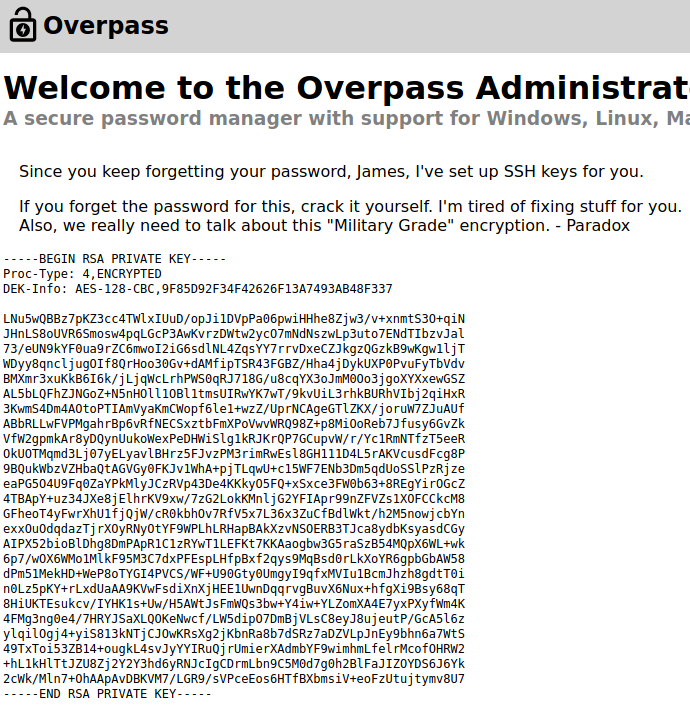 Overpass
Welcome to the Overpass Administrat
A secure password manager with support for Windows, Linux, Ma
Since you keep forgetting your password, James, I've set up SSH keys for you.
If you forget the password for this, crack it yourself. I'm tired of fixing stuff for you.
Also, we really need to talk about this "Military Grade" encryption. - Paradox
-----BEGIN RSA PRIVATE KEY-----
Proc-Type: 4,ENCRYPTED
DEK-Info: AES-128-CBC,9F85D92F34F42626F13A7493AB48F337
LNu5wQBBz7pKZ3cc4TWlxIUuD/opJi1DVpPa06pwiHHhe8Zjw3/v+xnmtS3O+qiN
JHnLS8oUVR6Smosw4pqLGcP3AwKvrzDWtw2ycO7mNdNszwLp3uto7ENdTIbzvJal
73/eUN9kYF0ua9rZC6mwoI2iG6sdlNL4ZqsYY7rrvDxeCZJkgzQGzkB9wKgw1ljT
WDyy8qncljugOIf8QrHoo30Gv+dAMfipTSR43FGBZ/Hha4jDykUXP0PvuFyTbVdv
BMXmr3xuKkB6I6k/jLjqWcLrhPWS0qRJ718G/u8cqYX3oJmM0Oo3jgoXYXxewGSZ
AL5bLQFhZJNGoZ+N5nHOll1OBl1tmsUIRwYK7wT/9kvUiL3rhkBURhVIbj2qiHxR
3KwmS4Dm4AOtoPTIAmVyaKmCWopf6le1+wzZ/UprNCAgeGTlZKX/joruW7ZJuAUf
ABbRLLwFVPMgahrBp6vRfNECSxztbFmXPoVwvWRQ98Z+p8MiOoReb7Jfusy6GvZk
VfW2gpmkAr8yDQynUukoWexPeDHWiSlg1kRJKrQP7GCupvW/r/Yc1RmNTfzT5eeR
OkUOTMqmd3Lj07yELyavlBHrz5FJvzPM3rimRwEsl8GH111D4L5rAKVcusdFcg8P
9BQukWbzVZHbaQtAGVGy0FKJv1WhA+pjTLqwU+c15WF7ENb3Dm5qdUoSSlPzRjze
eaPG5O4U9Fq0ZaYPkMlyJCzRVp43De4KKkyO5FQ+xSxce3FW0b63+8REgYirOGcZ
4TBApY+uz34JXe8jElhrKV9xw/7zG2LokKMnljG2YFIApr99nZFVZs1XOFCCkcM8
GFheoT4yFwrXhU1fjQjW/cR0kbhOv7RfV5x7L36x3ZuCfBdlWkt/h2M5nowjcbYn
exxOuOdqdazTjrXOyRNyOtYF9WPLhLRHapBAkXzvNSOERB3TJca8ydbKsyasdCGy
AIPX52bioBlDhg8DmPApR1C1zRYwT1LEFKt7KKAaogbw3G5raSzB54MQpX6WL+wk
6p7/wOX6WMo1MlkF95M3C7dxPFEspLHfpBxf2qys9MqBsd0rLkXoYR6gpbGbAW58
dPm51MekHD+WeP8oTYGI4PVCS/WF+U90Gty0UmgyI9qfxMVIu1BcmJhzh8gdtT0i
n0Lz5pKY+rLxdUaAA9KVwFsdiXnXjHEE1UwnDqqrvgBuvX6Nux+hfgXi9Bsy68qT
8HiUKTEsukcv/IYHK1s+Uw/H5AWtJsFmWQs3bw+Y4iw+YLZomXA4E7yxPXyfWm4K
4FMg3ng0e4/7HRYJSaXLQOKeNwcf/LW5dipO7DmBjVLsC8eyJ8ujeutP/GcA5l6z
ylqilOgj4+yiS813kNTjCJOwKRsXg2jKbnRa8b7dSRz7aDZVLpJnEy9bhn6a7WtS
49TxToi53ZB14+ougkL4svJyYYIRuQjrUmierXAdmbYF9wimhmLfelrMcofOHRW2
+hL1kHlTtJZU8Zj2Y2Y3hd6yRNJcIgCDrmLbn9C5M0d7g0h2BlFaJIZOYDS6J6Yk
2cWk/Mln7+OhAApAvDBKVM7/LGR9/sVPceEos6HTfBXbmsiV+eoFzUtujtymv8U7
-----END RSA PRIVATE KEY-----